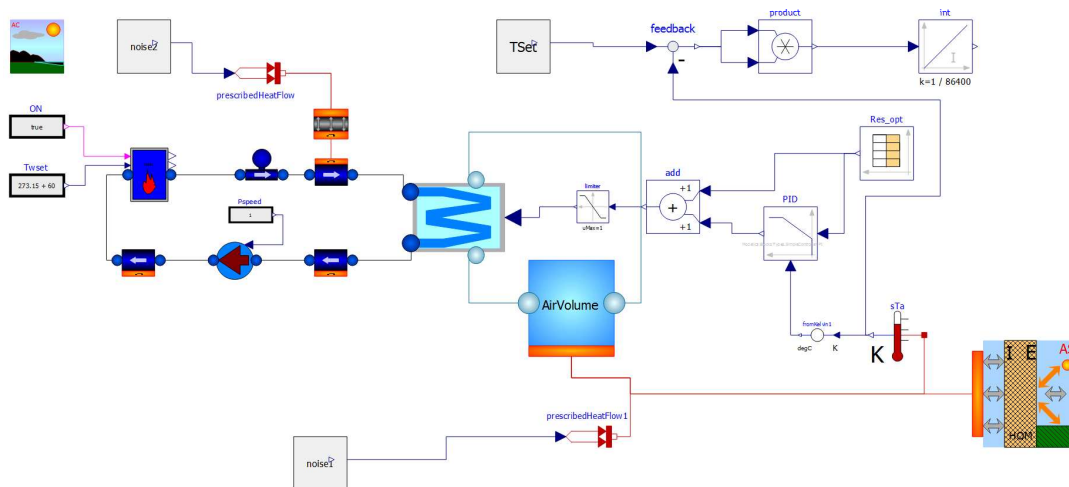 AC
noise2
prescribedHeatFlow
TSet
feedback
-
product
int
I
k=1 / 86400
ON
true
Twset
273.15 + 60
Pspeed
1
limiter
uMax=1
add
+1
+
+1
Res_opt
PID
AirVolume
sTa
fromKelvin1
degC
K
K
I E
AS
HOM
prescribedHeatFlow1
noise1